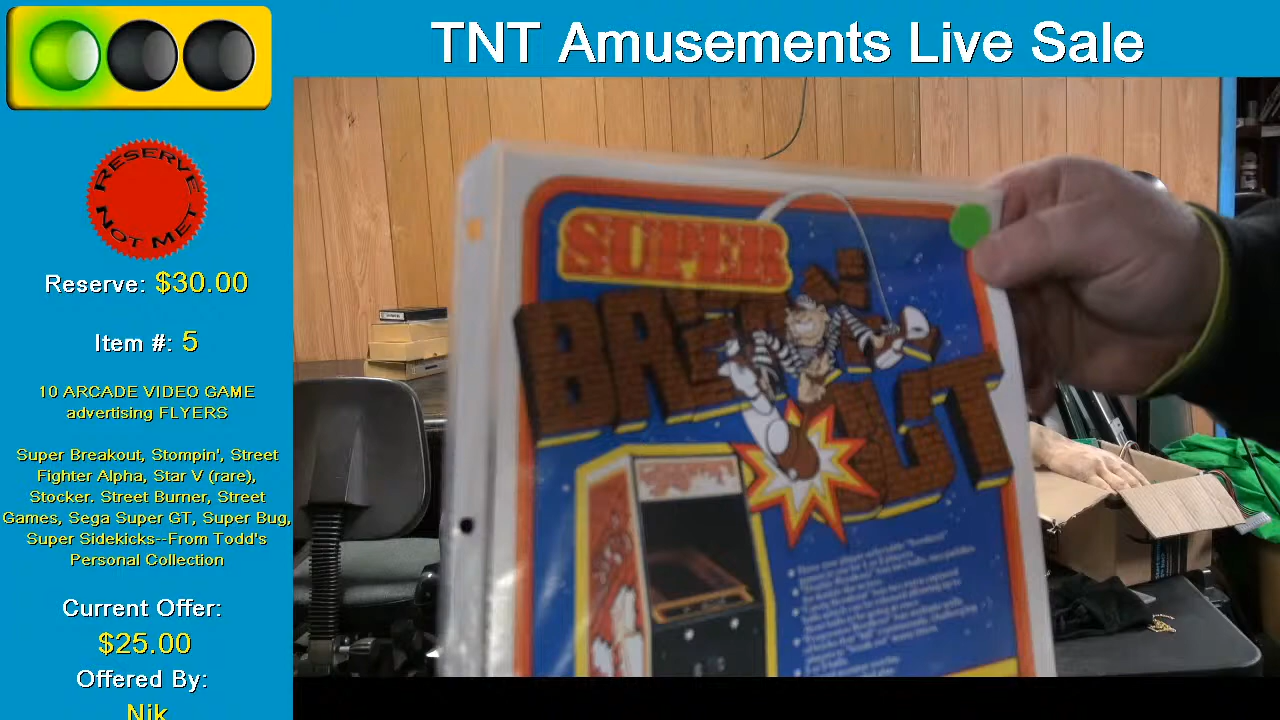 TNT Amusements Live Sale
RESERVE
NOT MET
Reserve: $30.00
Item #: 5
10 ARCADE VIDEO GAME
advertising FLYERS
Super Breakout, Stompin', Street
Fighter Alpha, Star V (rare),
Stocker. Street Burner, Street
Games, Sega Super GT, Super Bug,
Super Sidekicks--From Todd's
Personal Collection
Current Offer:
$25.00
Offered By:
Nik
SUPER
BREAK
OUT